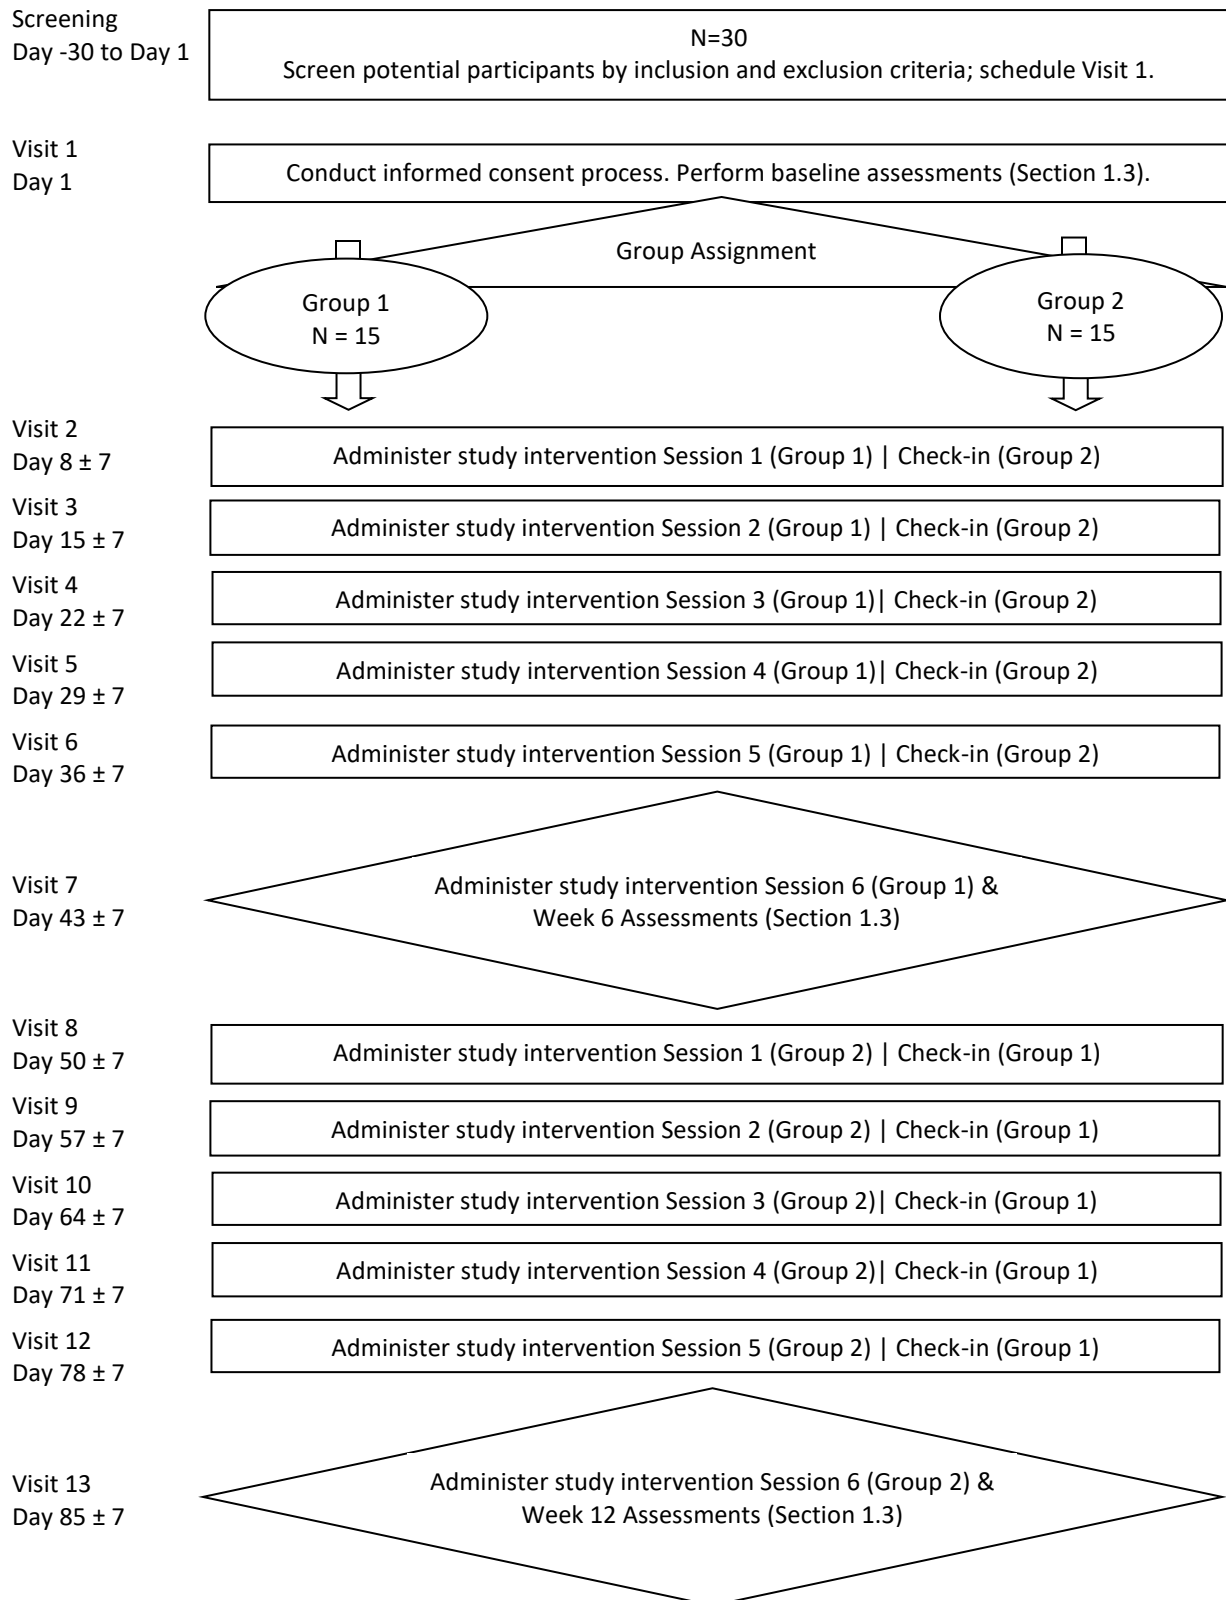 Screening
Day -30 to Day 1
N=30
Screen potential participants by inclusion and exclusion criteria; schedule Visit 1.
Visit 1
Day 1
Conduct informed consent process. Perform baseline assessments (Section 1.3).
Group Assignment
Group 1
N = 15
Group 2
N = 15
Visit 2
Day 8 ± 7
Administer study intervention Session 1 (Group 1) | Check-in (Group 2)
Visit 3
Day 15 ± 7
Administer study intervention Session 2 (Group 1) | Check-in (Group 2)
Visit 4
Day 22 ± 7
Administer study intervention Session 3 (Group 1)| Check-in (Group 2)
Visit 5
Day 29 ± 7
Administer study intervention Session 4 (Group 1)| Check-in (Group 2)
Visit 6
Day 36 ± 7
Administer study intervention Session 5 (Group 1) | Check-in (Group 2)
Visit 7
Day 43 ± 7
Administer study intervention Session 6 (Group 1) &
Week 6 Assessments (Section 1.3)
Visit 8
Day 50 ± 7
Administer study intervention Session 1 (Group 2) | Check-in (Group 1)
Visit 9
Day 57 ± 7
Administer study intervention Session 2 (Group 2) | Check-in (Group 1)
Visit 10
Day 64 ± 7
Administer study intervention Session 3 (Group 2)| Check-in (Group 1)
Visit 11
Day 71 ± 7
Administer study intervention Session 4 (Group 2)| Check-in (Group 1)
Visit 12
Day 78 ± 7
Administer study intervention Session 5 (Group 2) | Check-in (Group 1)
Visit 13
Day 85 ± 7
Administer study intervention Session 6 (Group 2) &
Week 12 Assessments (Section 1.3)